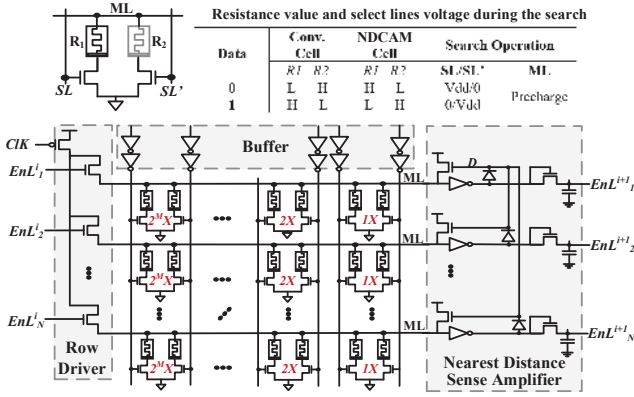 ML
R1
R2
SL
SL'
Resistance value and select lines voltage during the search
Data
Conv. Cell
NDCAM Cell
Search Operation
R1 R2
R1 R2
SL/SL'
ML
0 L H H L Vdd/0
1 H L L H 0/Vdd
Precharge
ClK
Buffer
EnL^i_1
EnL^i_2
EnL^i_N
ML
D
EnL^{i+1}_1
2^M X
2X
1X
ML
EnL^{i+1}_2
2^M X
2X
1X
ML
EnL^{i+1}_N
2^M X
2X
1X
Row
Driver
Nearest Distance
Sense Amplifier